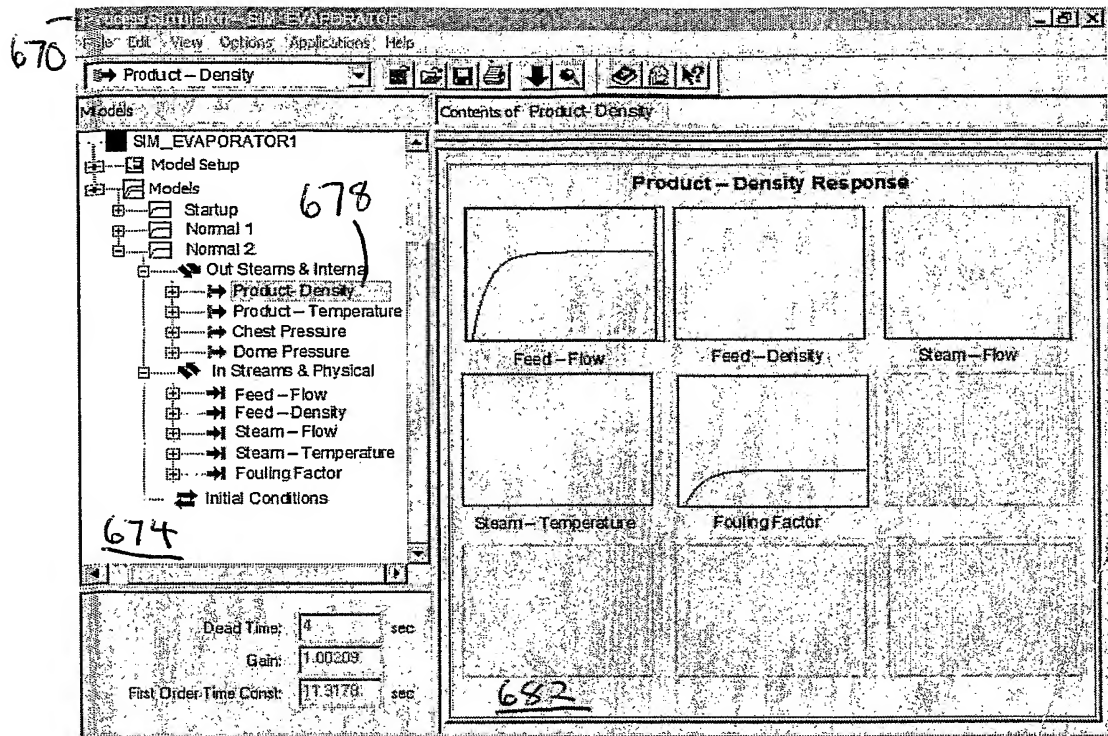 Process Simulation - SIM_EVAPORATOR1
670
File Edit View Options Applications Help
Product – Density
Models
Contents of Product-Density
SIM_EVAPORATOR1
Model Setup
Models
Startup
Normal 1
Normal 2
678
Out Steams & Interna
Product-Density
Product – Temperature
Chest Pressure
Dome Pressure
In Streams & Physical
Feed – Flow
Feed – Density
Steam – Flow
Steam – Temperature
Fouling Factor
Initial Conditions
674
Dead Time: 4 sec
Gain: 1.00209
First Order Time Const: 11.3178 sec
Product – Density Response
Feed – Flow
Feed – Density
Steam – Flow
Steam – Temperature
Fouling Factor
682